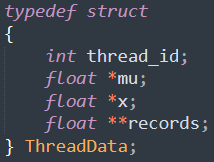 typedef struct
{
    int thread_id;
    float *mu;
    float *x;
    float **records;
} ThreadData;